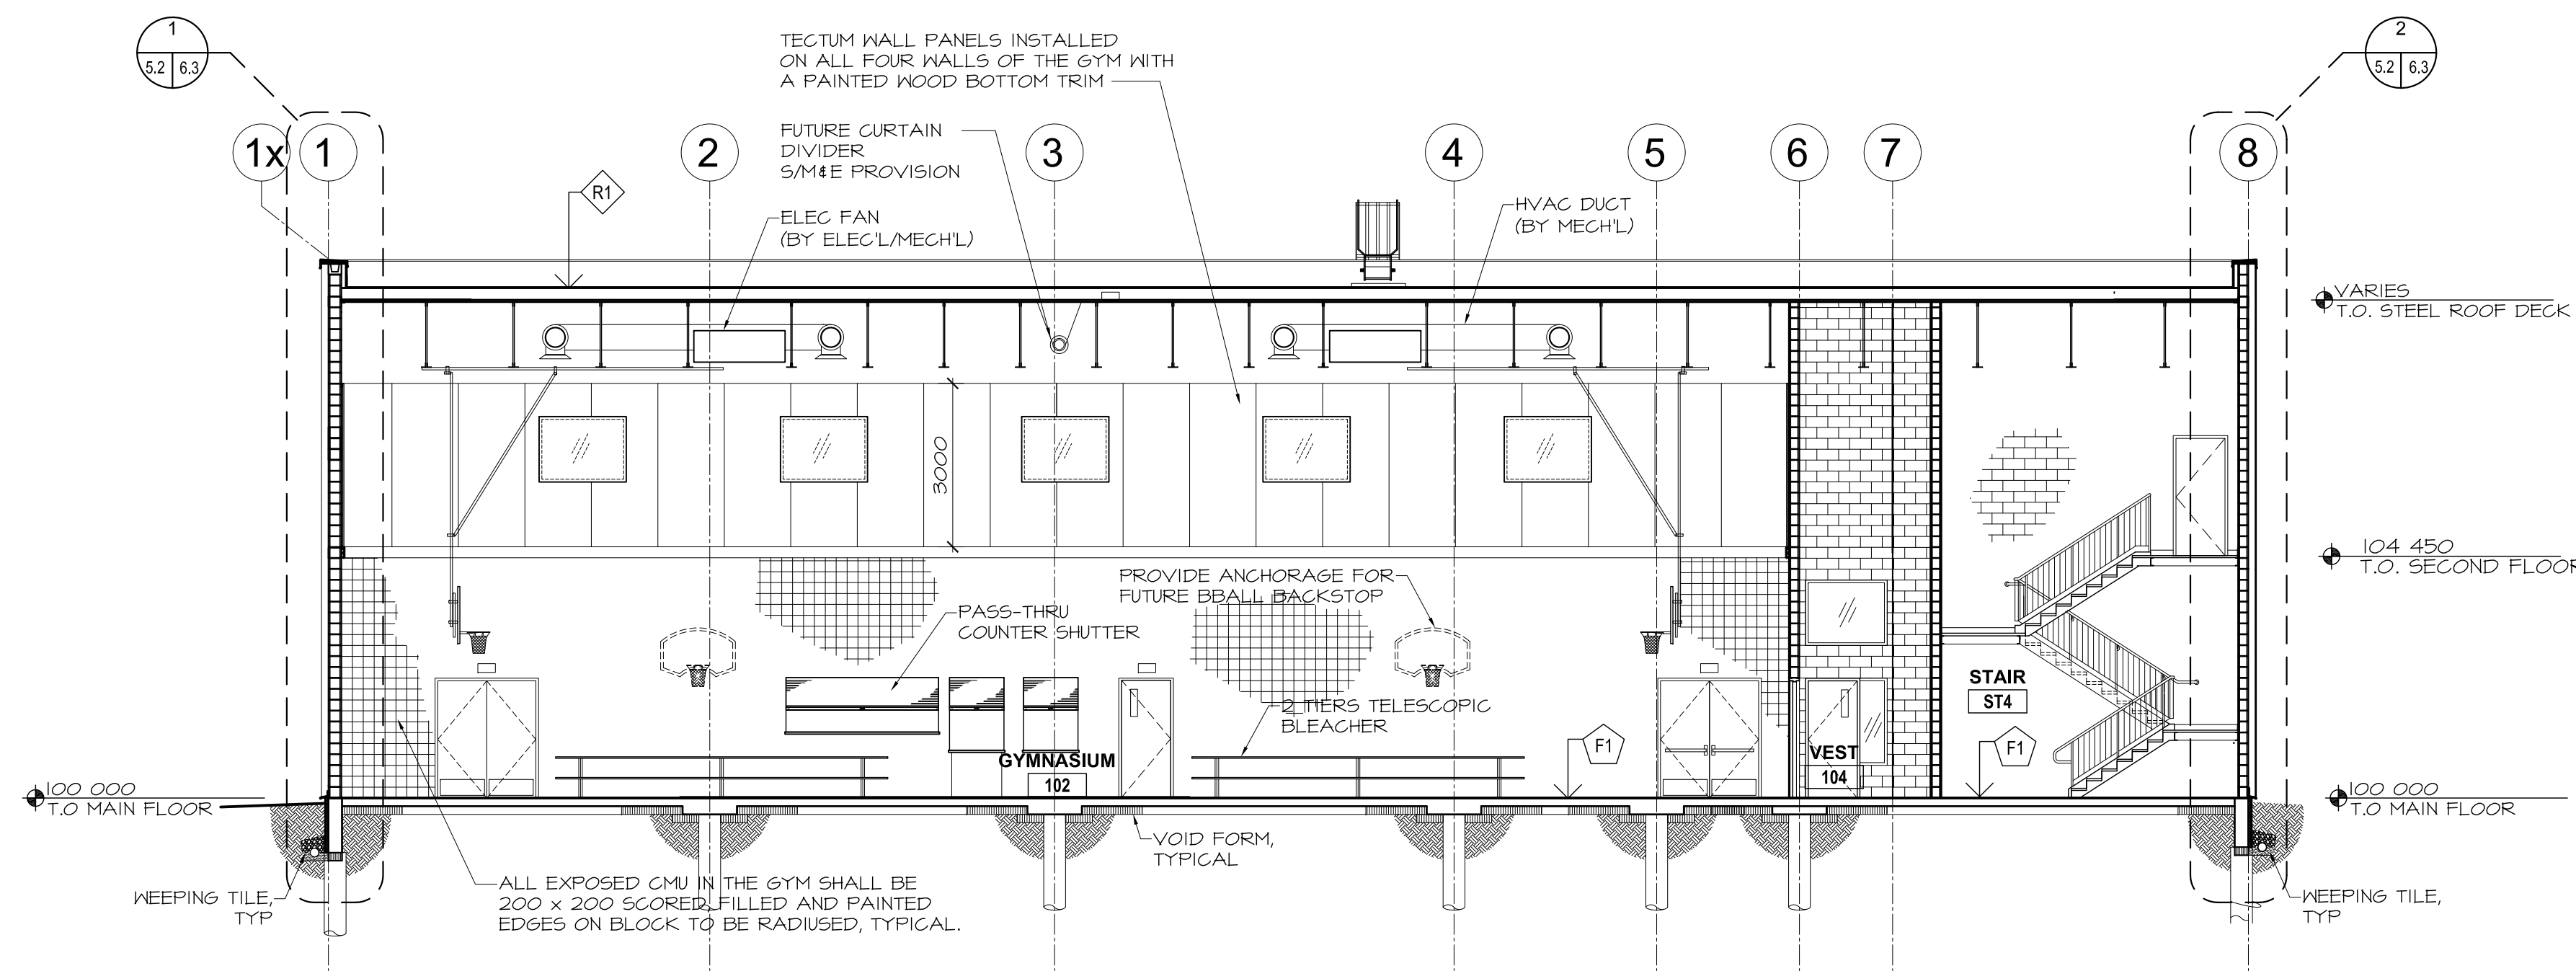 1
5.2 6.3
2
5.2 6.3
TECTUM WALL PANELS INSTALLED
ON ALL FOUR WALLS OF THE GYM WITH
A PAINTED WOOD BOTTOM TRIM
FUTURE CURTAIN
DIVIDER
S/M&E PROVISION
1x
1
2
3
4
5
6
7
8
R1
ELEC FAN
(BY ELEC'L/MECH'L)
HVAC DUCT
(BY MECH'L)
VARIES
T.O. STEEL ROOF DECK
3000
104 450
T.O. SECOND FLOOR
PROVIDE ANCHORAGE FOR
FUTURE BBALL BACKSTOP
PASS-THRU
COUNTER SHUTTER
2 TIERS TELESCOPIC
BLEACHER
STAIR
ST4
F1
F1
GYMNASIUM
102
VEST
104
100 000
T.O MAIN FLOOR
100 000
T.O MAIN FLOOR
VOID FORM,
TYPICAL
WEEPING TILE,
TYP
ALL EXPOSED CMU IN THE GYM SHALL BE
200 x 200 SCORED, FILLED AND PAINTED
EDGES ON BLOCK TO BE RADIUSED, TYPICAL.
WEEPING TILE,
TYP